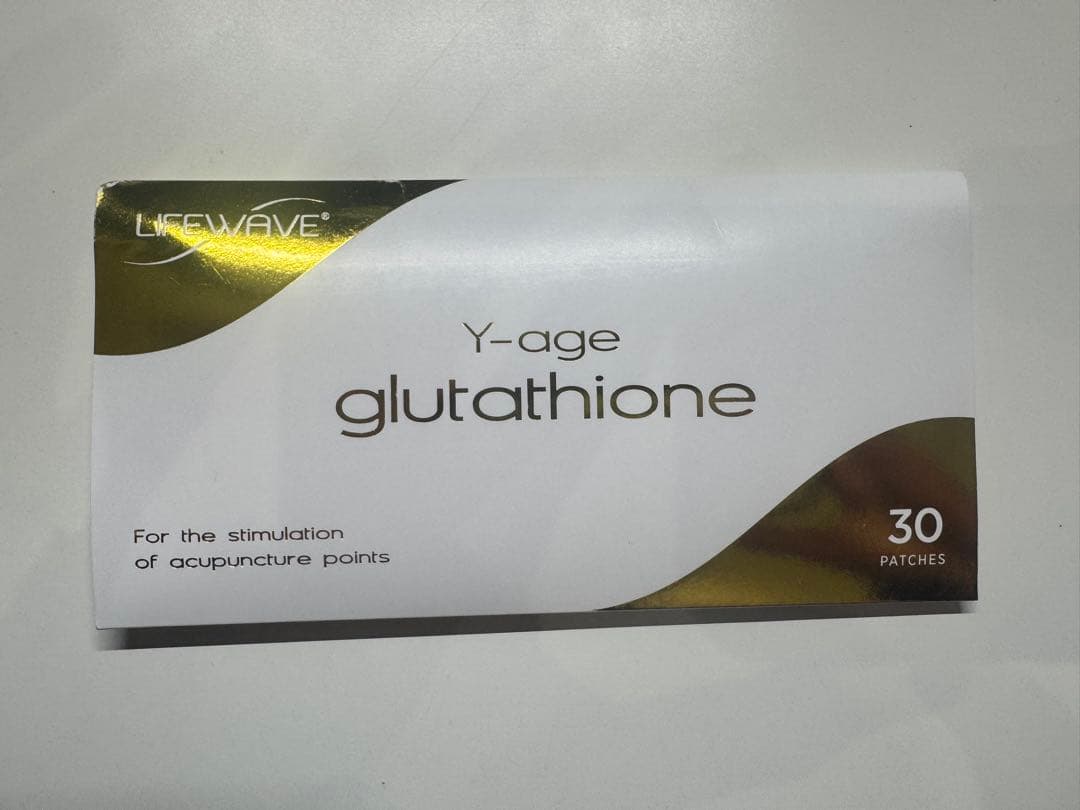 LIFEWAVE®
Y-age
glutathione
For the stimulation
of acupuncture points
30
PATCHES